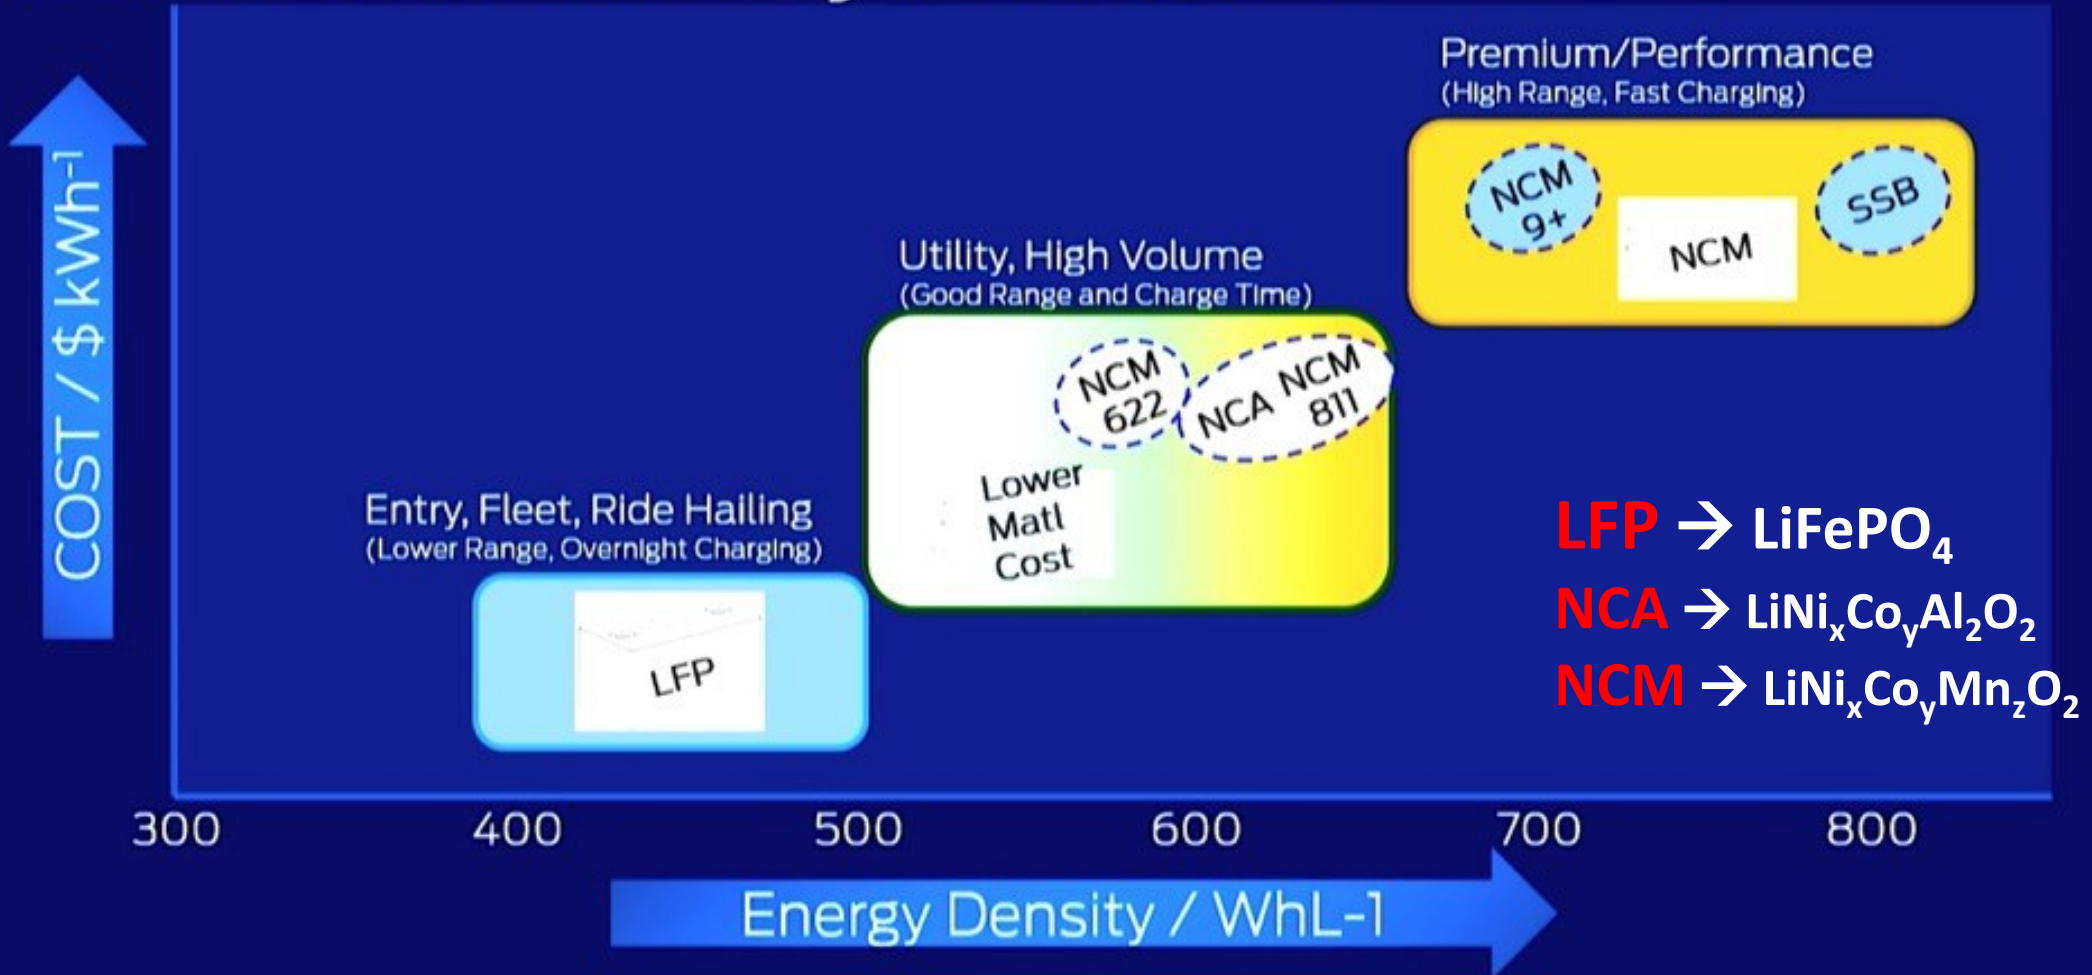 COST / $ kWh⁻¹
Premium/Performance
(High Range, Fast Charging)
NCM
9+
NCM
SSB
Utility, High Volume
(Good Range and Charge Time)
NCM
622
NCA NCM
811
Lower
Matl
Cost
Entry, Fleet, Ride Hailing
(Lower Range, Overnight Charging)
LFP
LFP → LiFePO₄
NCA → LiNiₓCoᵧAl₂O₂
NCM → LiNiₓCoᵧMn_zO₂
300 400 500 600 700 800
Energy Density / WhL-1